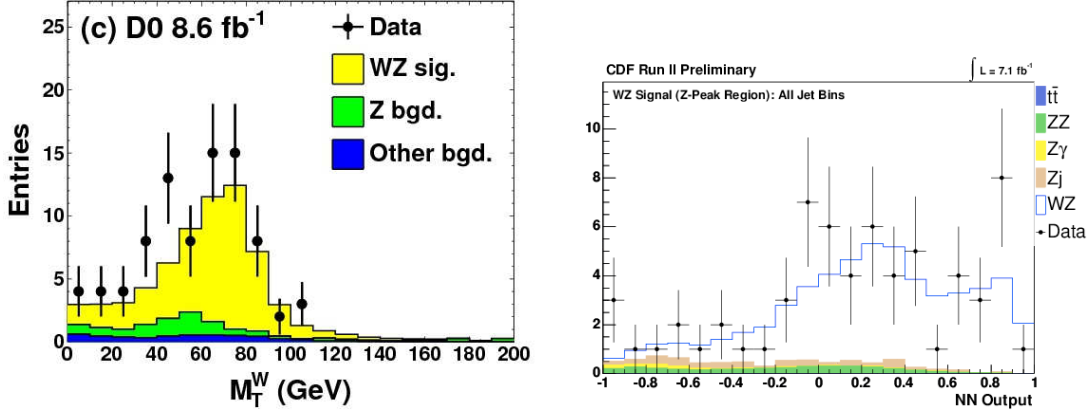 (c) D0 8.6 fb-1
Data
WZ sig.
Z bgd.
Other bgd.
Entries
25
20
15
10
5
0
0 20 40 60 80 100 120 140 160 180 200
M_T^W (GeV)
CDF Run II Preliminary
∫ L = 7.1 fb-1
WZ Signal (Z-Peak Region): All Jet Bins
tt̄
ZZ
Zγ
Zj
WZ
Data
10
8
6
4
2
0
-1 -0.8 -0.6 -0.4 -0.2 0 0.2 0.4 0.6 0.8 1
NN Output